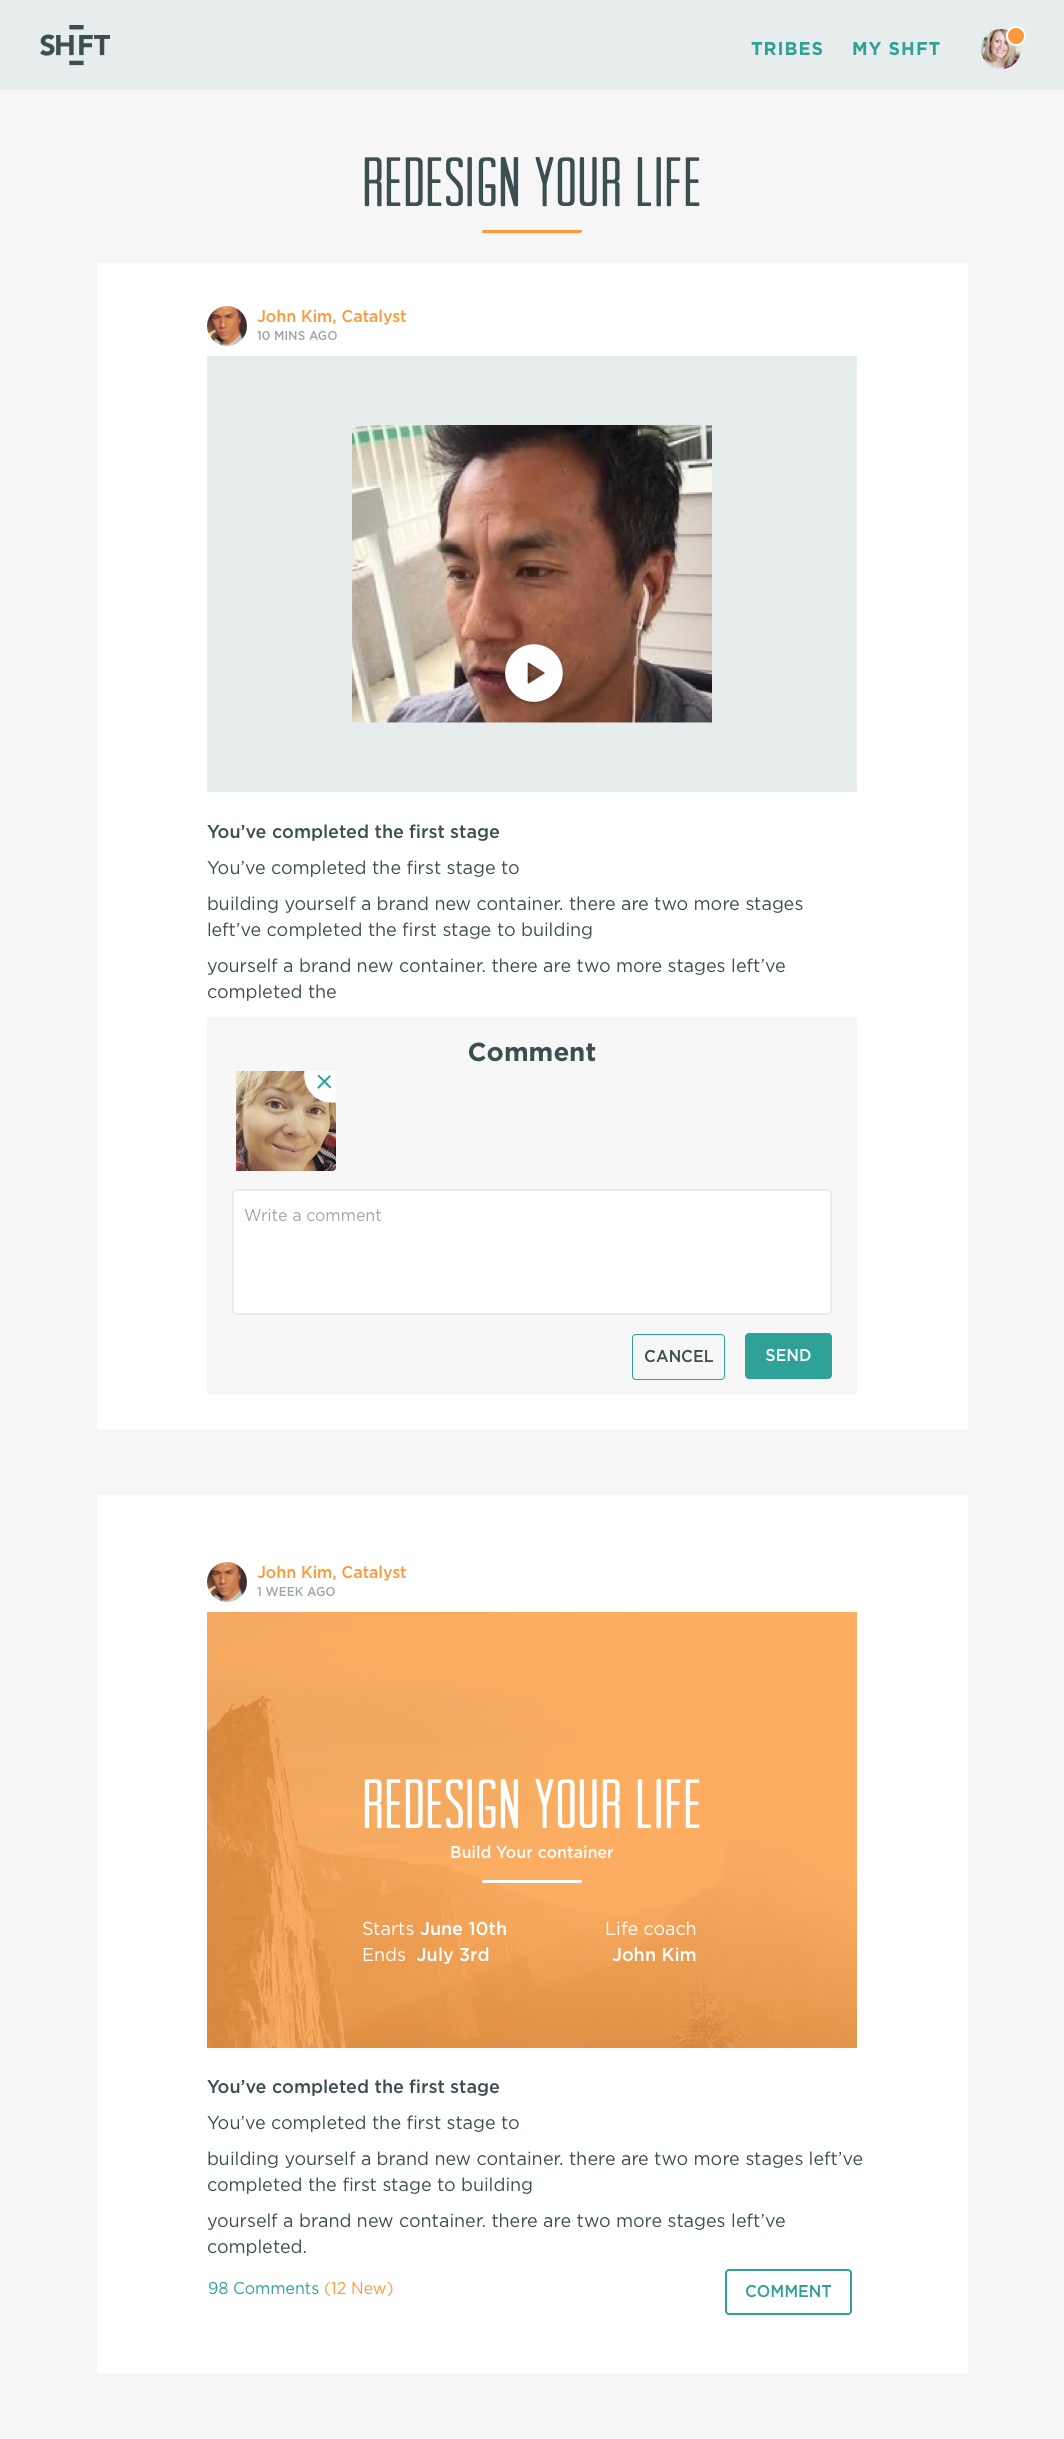 SHFT
TRIBES MY SHFT
REDESIGN YOUR LIFE
John Kim, Catalyst
10 MINS AGO
You’ve completed the first stage
You’ve completed the first stage to
building yourself a brand new container. there are two more stages
left’ve completed the first stage to building
yourself a brand new container. there are two more stages left’ve
completed the
Comment
Write a comment
CANCEL SEND
John Kim, Catalyst
1 WEEK AGO
REDESIGN YOUR LIFE
Build Your container
Starts June 10th Life coach
Ends July 3rd John Kim
You’ve completed the first stage
You’ve completed the first stage to
building yourself a brand new container. there are two more stages left’ve
completed the first stage to building
yourself a brand new container. there are two more stages left’ve
completed.
98 Comments (12 New) COMMENT